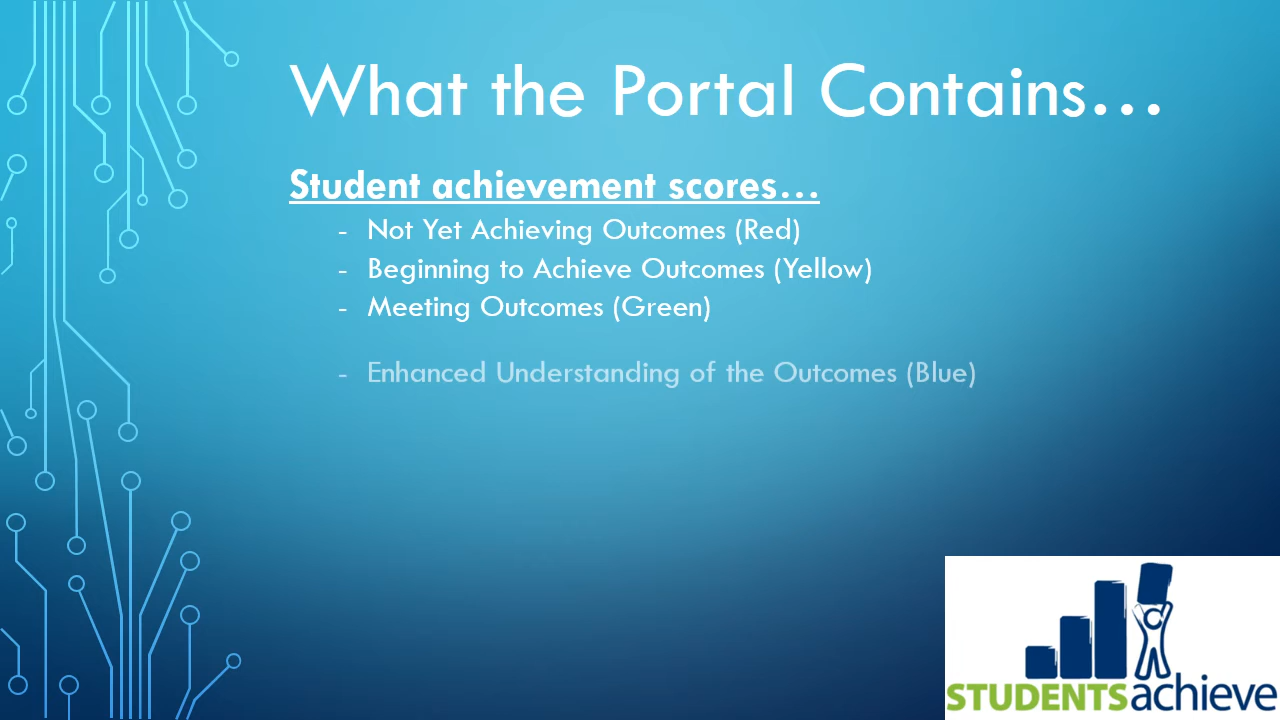 What the Portal Contains...
Student achievement scores...
- Not Yet Achieving Outcomes (Red)
- Beginning to Achieve Outcomes (Yellow)
- Meeting Outcomes (Green)
- Enhanced Understanding of the Outcomes (Blue)
STUDENTSachieve